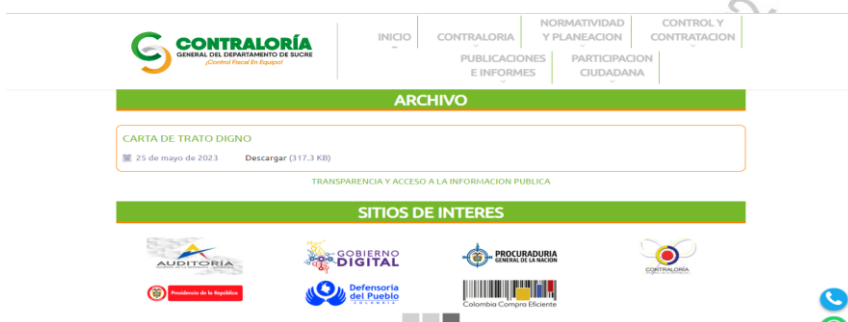 CONTRALORÍA
GENERAL DEL DEPARTAMENTO DE SUCRE
¡Control Fiscal En Equipo!
INICIO
CONTRALORIA
NORMATIVIDAD
Y PLANEACION
CONTROL Y
CONTRATACION
PUBLICACIONES
E INFORMES
PARTICIPACION
CIUDADANA
ARCHIVO
CARTA DE TRATO DIGNO
25 de mayo de 2023 Descargar (317.3 KB)
TRANSPARENCIA Y ACCESO A LA INFORMACION PUBLICA
SITIOS DE INTERES
AUDITORÍA
GOBIERNO
DIGITAL
PROCURADURIA
GENERAL DE LA NACION
CONTRALORÍA
Presidencia de la República
Defensoría
del Pueblo
COLOMBIA
Colombia Compra Eficiente